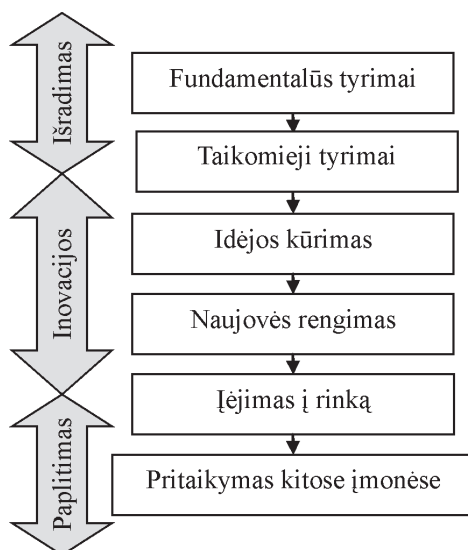 Išradimas
Fundamentalūs tyrimai
Taikomieji tyrimai
Inovacijos
Idėjos kūrimas
Naujovės rengimas
Paplitimas
Įėjimas į rinką
Pritaikymas kitose įmonėse